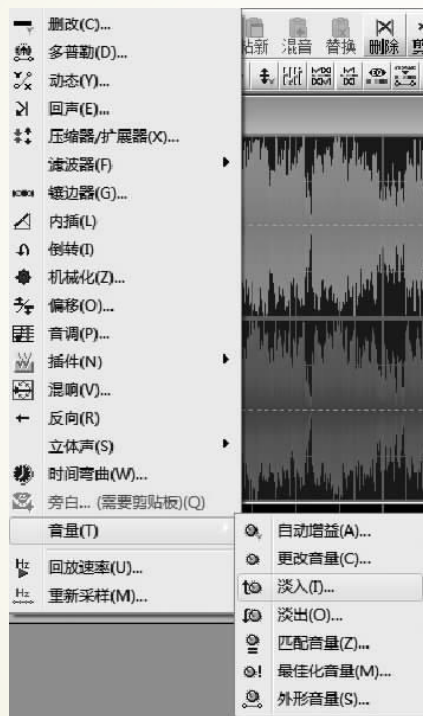 删改(C)...
多普勒(D)...
动态(Y)...
回声(E)...
压缩器/扩展器(X)...
滤波器(F)
镶边器(G)...
内插(L)
倒转(I)
机械化(Z)...
偏移(O)...
音调(P)...
插件(N)
混响(V)...
反向(R)
立体声(S)
时间弯曲(W)...
旁白... (需要剪贴板)(Q)
音量(T)
Hz 回放速率(U)...
Hz 重新采样(M)...
贴新 混音 替换 删除
自动增益(A)...
更改音量(C)...
淡入(I)...
淡出(O)...
匹配音量(Z)...
最佳化音量(M)...
外形音量(S)...